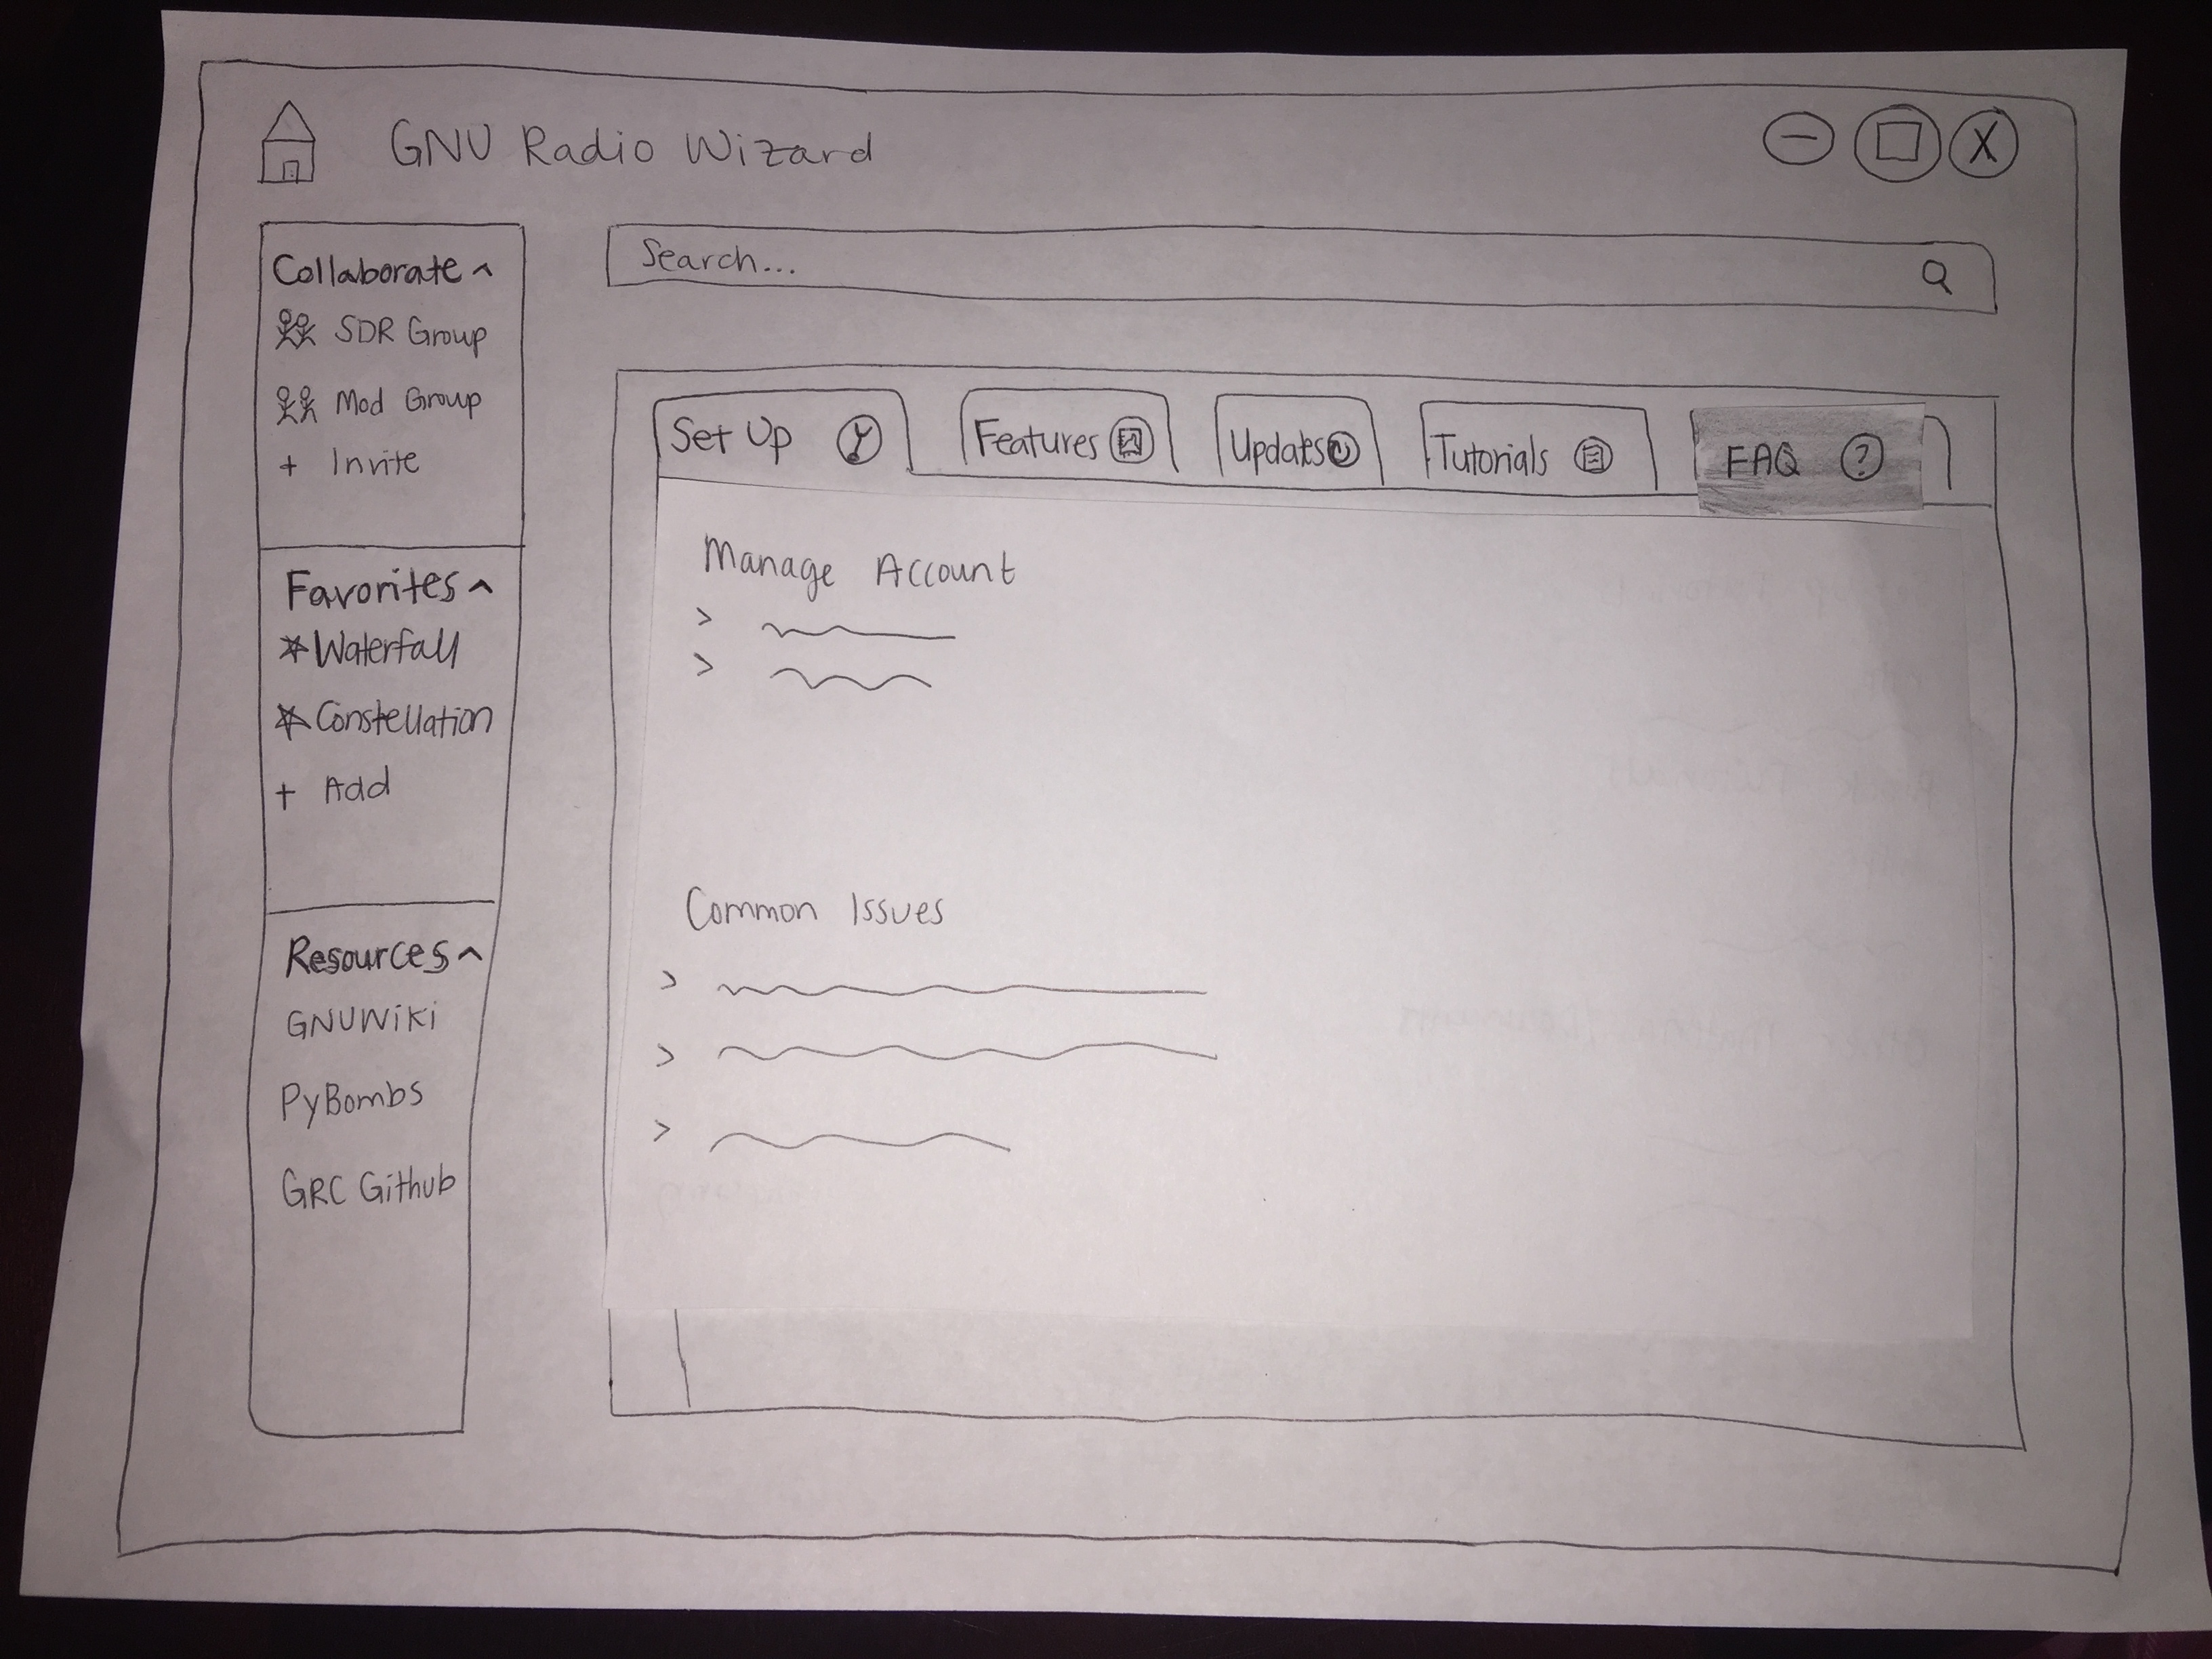 GNU Radio Wizard
Search...
Collaborate ^
SDR Group
Mod Group
+ Invite
Favorites ^
Waterfall
Constellation
+ Add
Resources ^
GNUWiki
PyBombs
GRC Github
Set Up
Features
Updates
Tutorials
FAQ ?
Manage Account
>
>
Common Issues
>
>
>